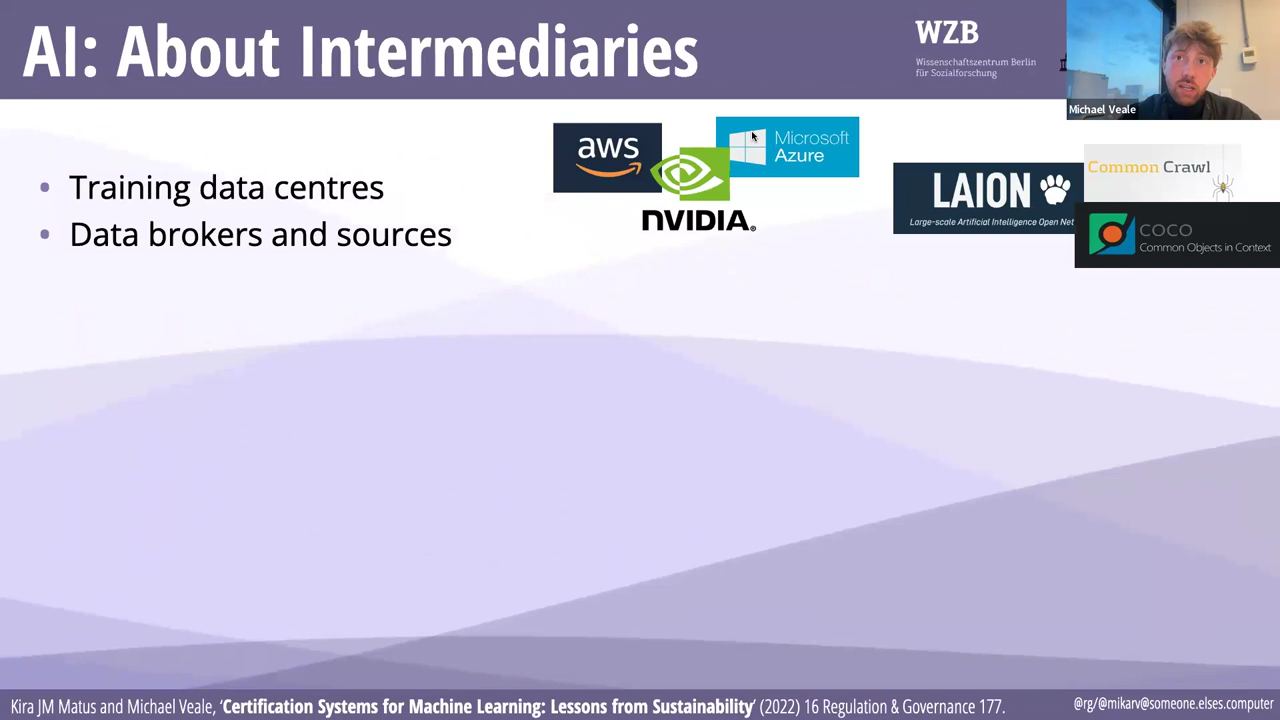 AI: About Intermediaries
WZB
Wissenschaftszentrum Berlin
für Sozialforschung
Michael Veale
• Training data centres
• Data brokers and sources
aws
Microsoft
Azure
NVIDIA®
LAION
Large-scale Artificial Intelligence Open Net
Common Crawl
COCO
Common Objects in Context
Kira JM Matus and Michael Veale, ‘Certification Systems for Machine Learning: Lessons from Sustainability’ (2022) 16 Regulation & Governance 177.
@rg/@mikarv@someone.elses.computer